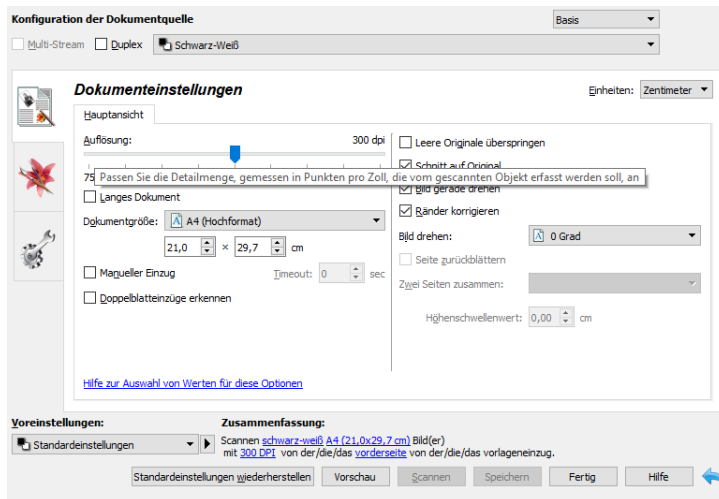 Konfiguration der Dokumentquelle
Basis
Multi-Stream
Duplex
Schwarz-Weiß
Dokumenteinstellungen
Einheiten:
Zentimeter
Hauptansicht
Auflösung:
300 dpi
Leere Originale überspringen
Schnitt auf Original
75
Passen Sie die Detailmenge, gemessen in Punkten pro Zoll, die vom gescannten Objekt erfasst werden soll, an
Bild gerade drehen
Langes Dokument
Ränder korrigieren
Dokumentgröße:
A4 (Hochformat)
Bild drehen:
0 Grad
21,0 × 29,7 cm
Seite zurückblättern
Manueller Einzug
Timeout: 0 sec
Zwei Seiten zusammen:
Doppelblatteinzüge erkennen
Höhenschwellenwert: 0,00 cm
Hilfe zur Auswahl von Werten für diese Optionen
Voreinstellungen:
Zusammenfassung:
Standardeinstellungen
Scannen schwarz-weiß A4 (21,0x29,7 cm) Bild(er)
mit 300 DPI von der/die/das vorderseite von der/die/das vorlageneinzug.
Standardeinstellungen wiederherstellen
Vorschau
Scannen
Speichern
Fertig
Hilfe